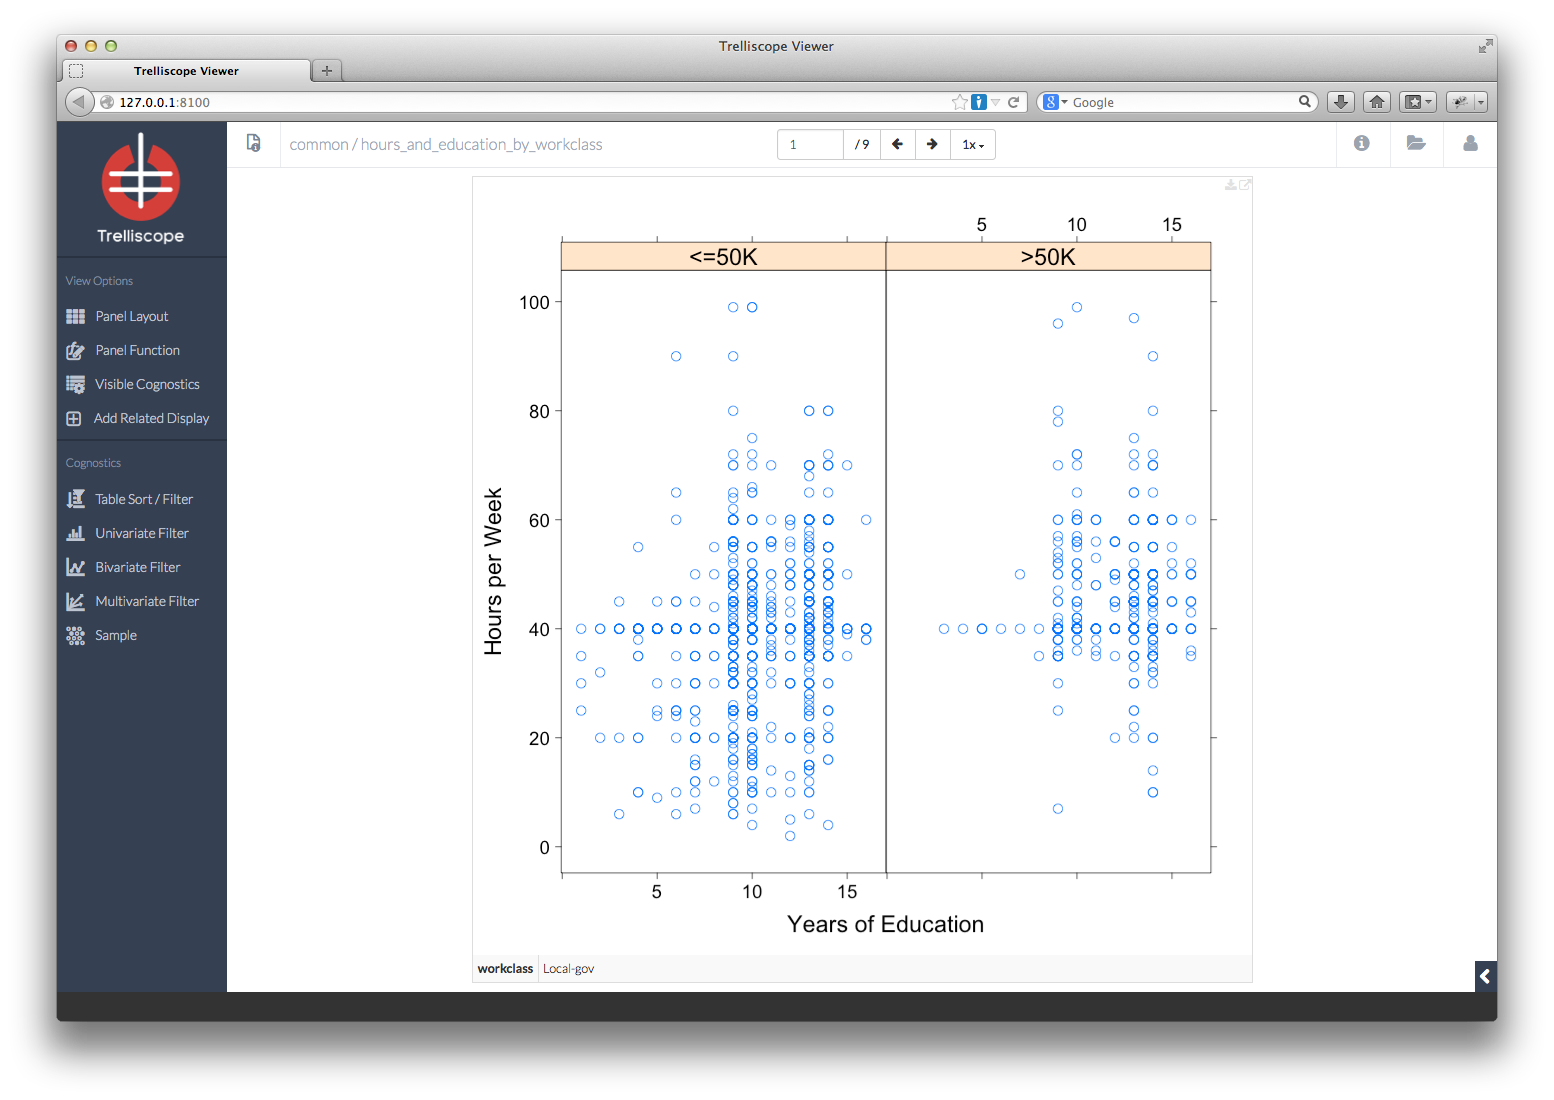 Trelliscope Viewer
Trelliscope Viewer
127.0.0.1:8100
8 Google
Trelliscope
common / hours_and_education_by_workclass
1 / 9 1x
View Options
Panel Layout
Panel Function
Visible Cognostics
Add Related Display
Cognostics
Table Sort / Filter
Univariate Filter
Bivariate Filter
Multivariate Filter
Sample
5 10 15
<=50K >50K
100
80
60
40
20
0
Hours per Week
5 10 15
Years of Education
workclass Local-gov